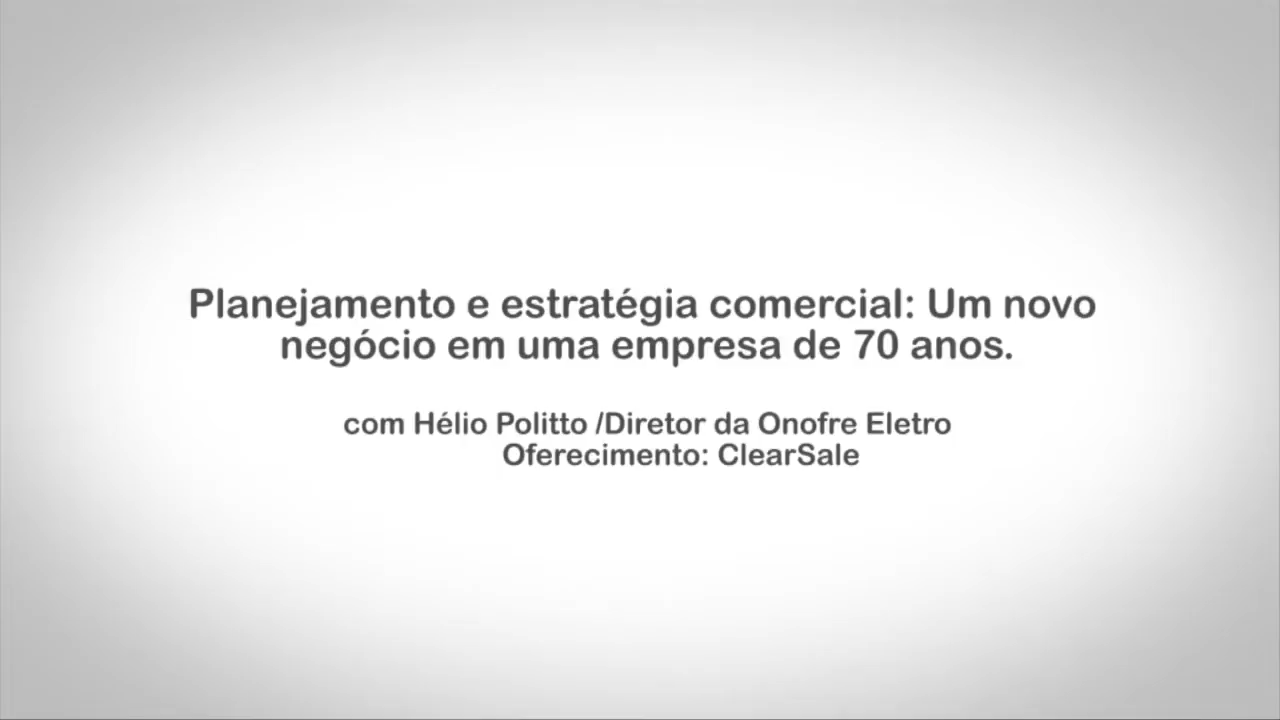 Planejamento e estratégia comercial: Um novo
negócio em uma empresa de 70 anos.
com Hélio Politto /Diretor da Onofre Eletro
Oferecimento: ClearSale